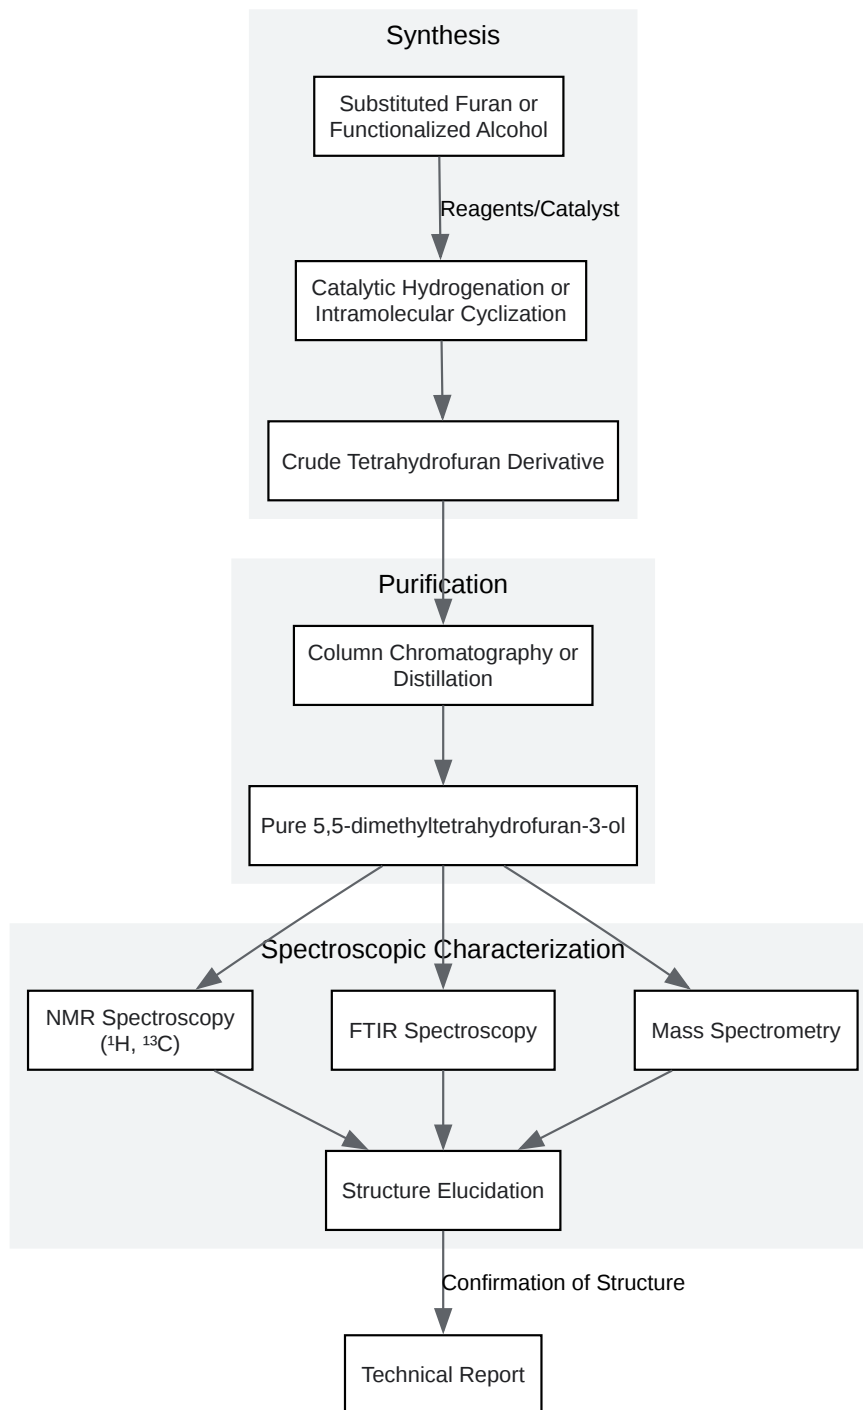 Synthesis
Substituted Furan or
Functionalized Alcohol
Reagents/Catalyst
Catalytic Hydrogenation or
Intramolecular Cyclization
Crude Tetrahydrofuran Derivative
Purification
Column Chromatography or
Distillation
Pure 5,5-dimethyltetrahydrofuran-3-ol
Spectroscopic Characterization
NMR Spectroscopy
(¹H, ¹³C)
FTIR Spectroscopy
Mass Spectrometry
Structure Elucidation
Confirmation of Structure
Technical Report